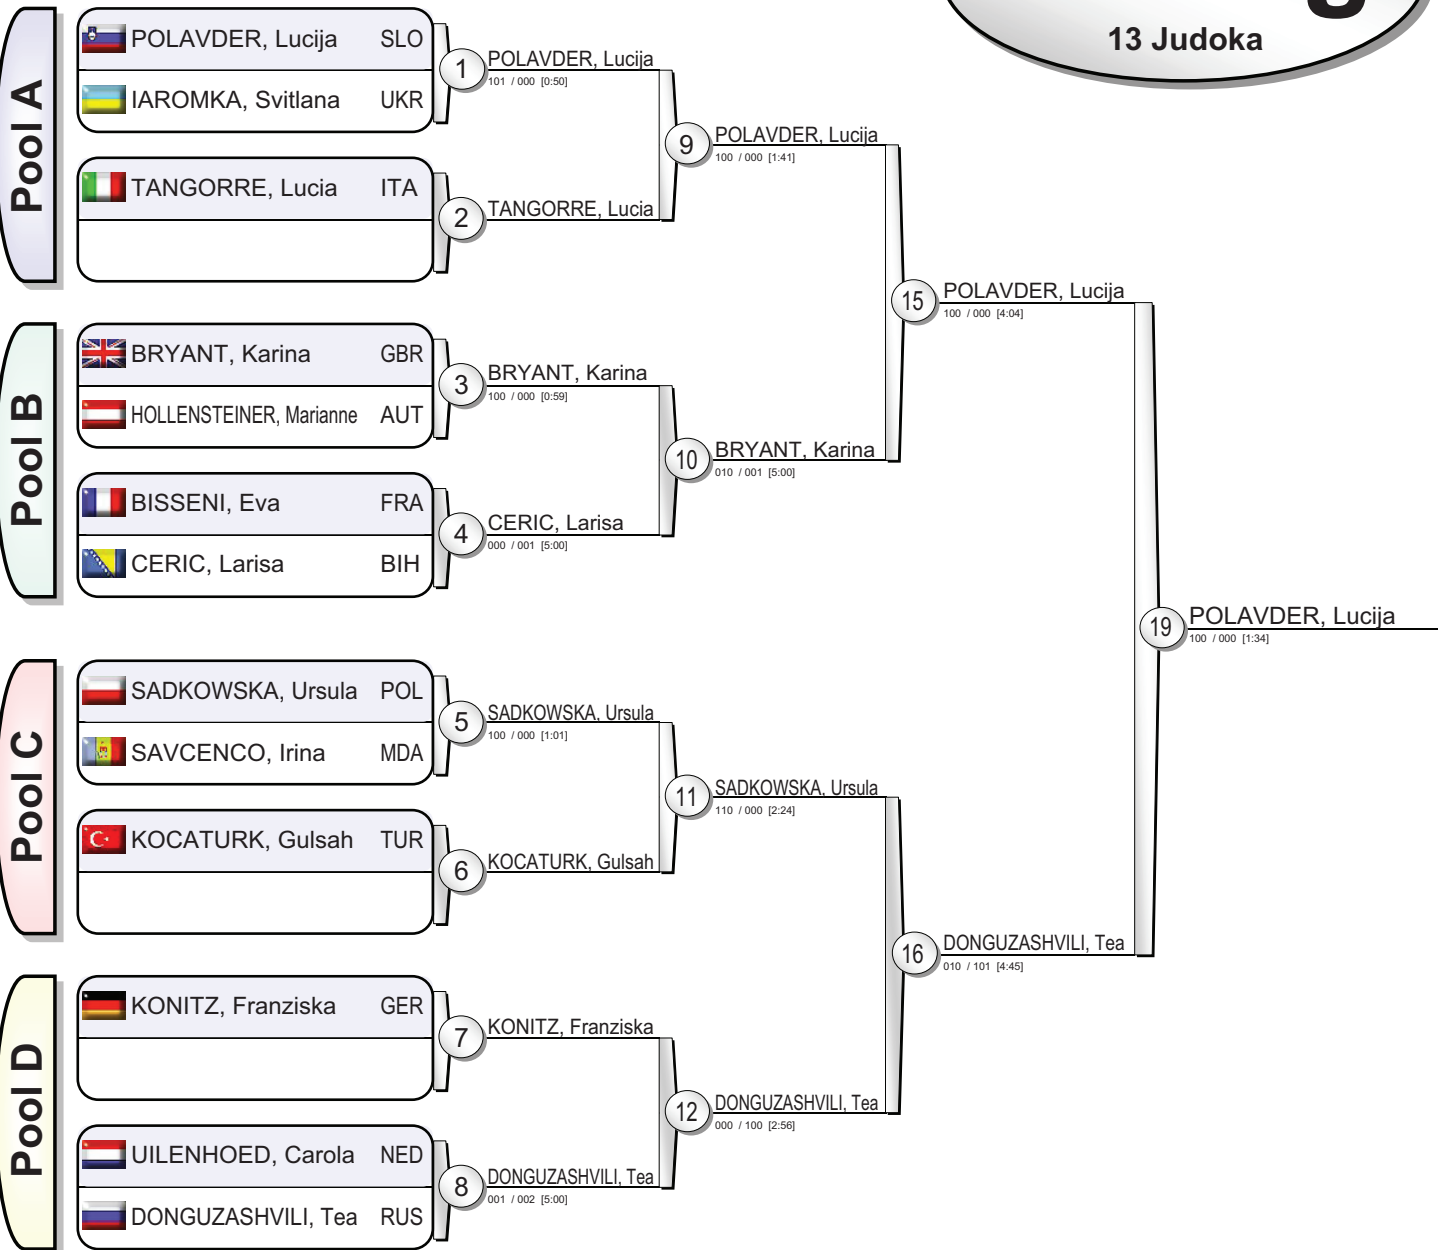 13 Judoka
Pool A
POLAVDER, Lucija SLO
IAROMKA, Svitlana UKR
1
POLAVDER, Lucija
101 / 000 [0:50]
TANGORRE, Lucia ITA
2
TANGORRE, Lucia
9
POLAVDER, Lucija
100 / 000 [1:41]
Pool B
BRYANT, Karina GBR
HOLLENSTEINER, Marianne AUT
3
BRYANT, Karina
100 / 000 [0:59]
BISSENI, Eva FRA
CERIC, Larisa BIH
4
CERIC, Larisa
000 / 001 [5:00]
10
BRYANT, Karina
010 / 001 [5:00]
15
POLAVDER, Lucija
100 / 000 [4:04]
Pool C
SADKOWSKA, Ursula POL
SAVCENCO, Irina MDA
5
SADKOWSKA, Ursula
100 / 000 [1:01]
KOCATURK, Gulsah TUR
6
KOCATURK, Gulsah
11
SADKOWSKA, Ursula
110 / 000 [2:24]
Pool D
KONITZ, Franziska GER
7
KONITZ, Franziska
UILENHOED, Carola NED
DONGUZASHVILI, Tea RUS
8
DONGUZASHVILI, Tea
001 / 002 [5:00]
12
DONGUZASHVILI, Tea
000 / 100 [2:56]
16
DONGUZASHVILI, Tea
010 / 101 [4:45]
19
POLAVDER, Lucija
100 / 000 [1:34]